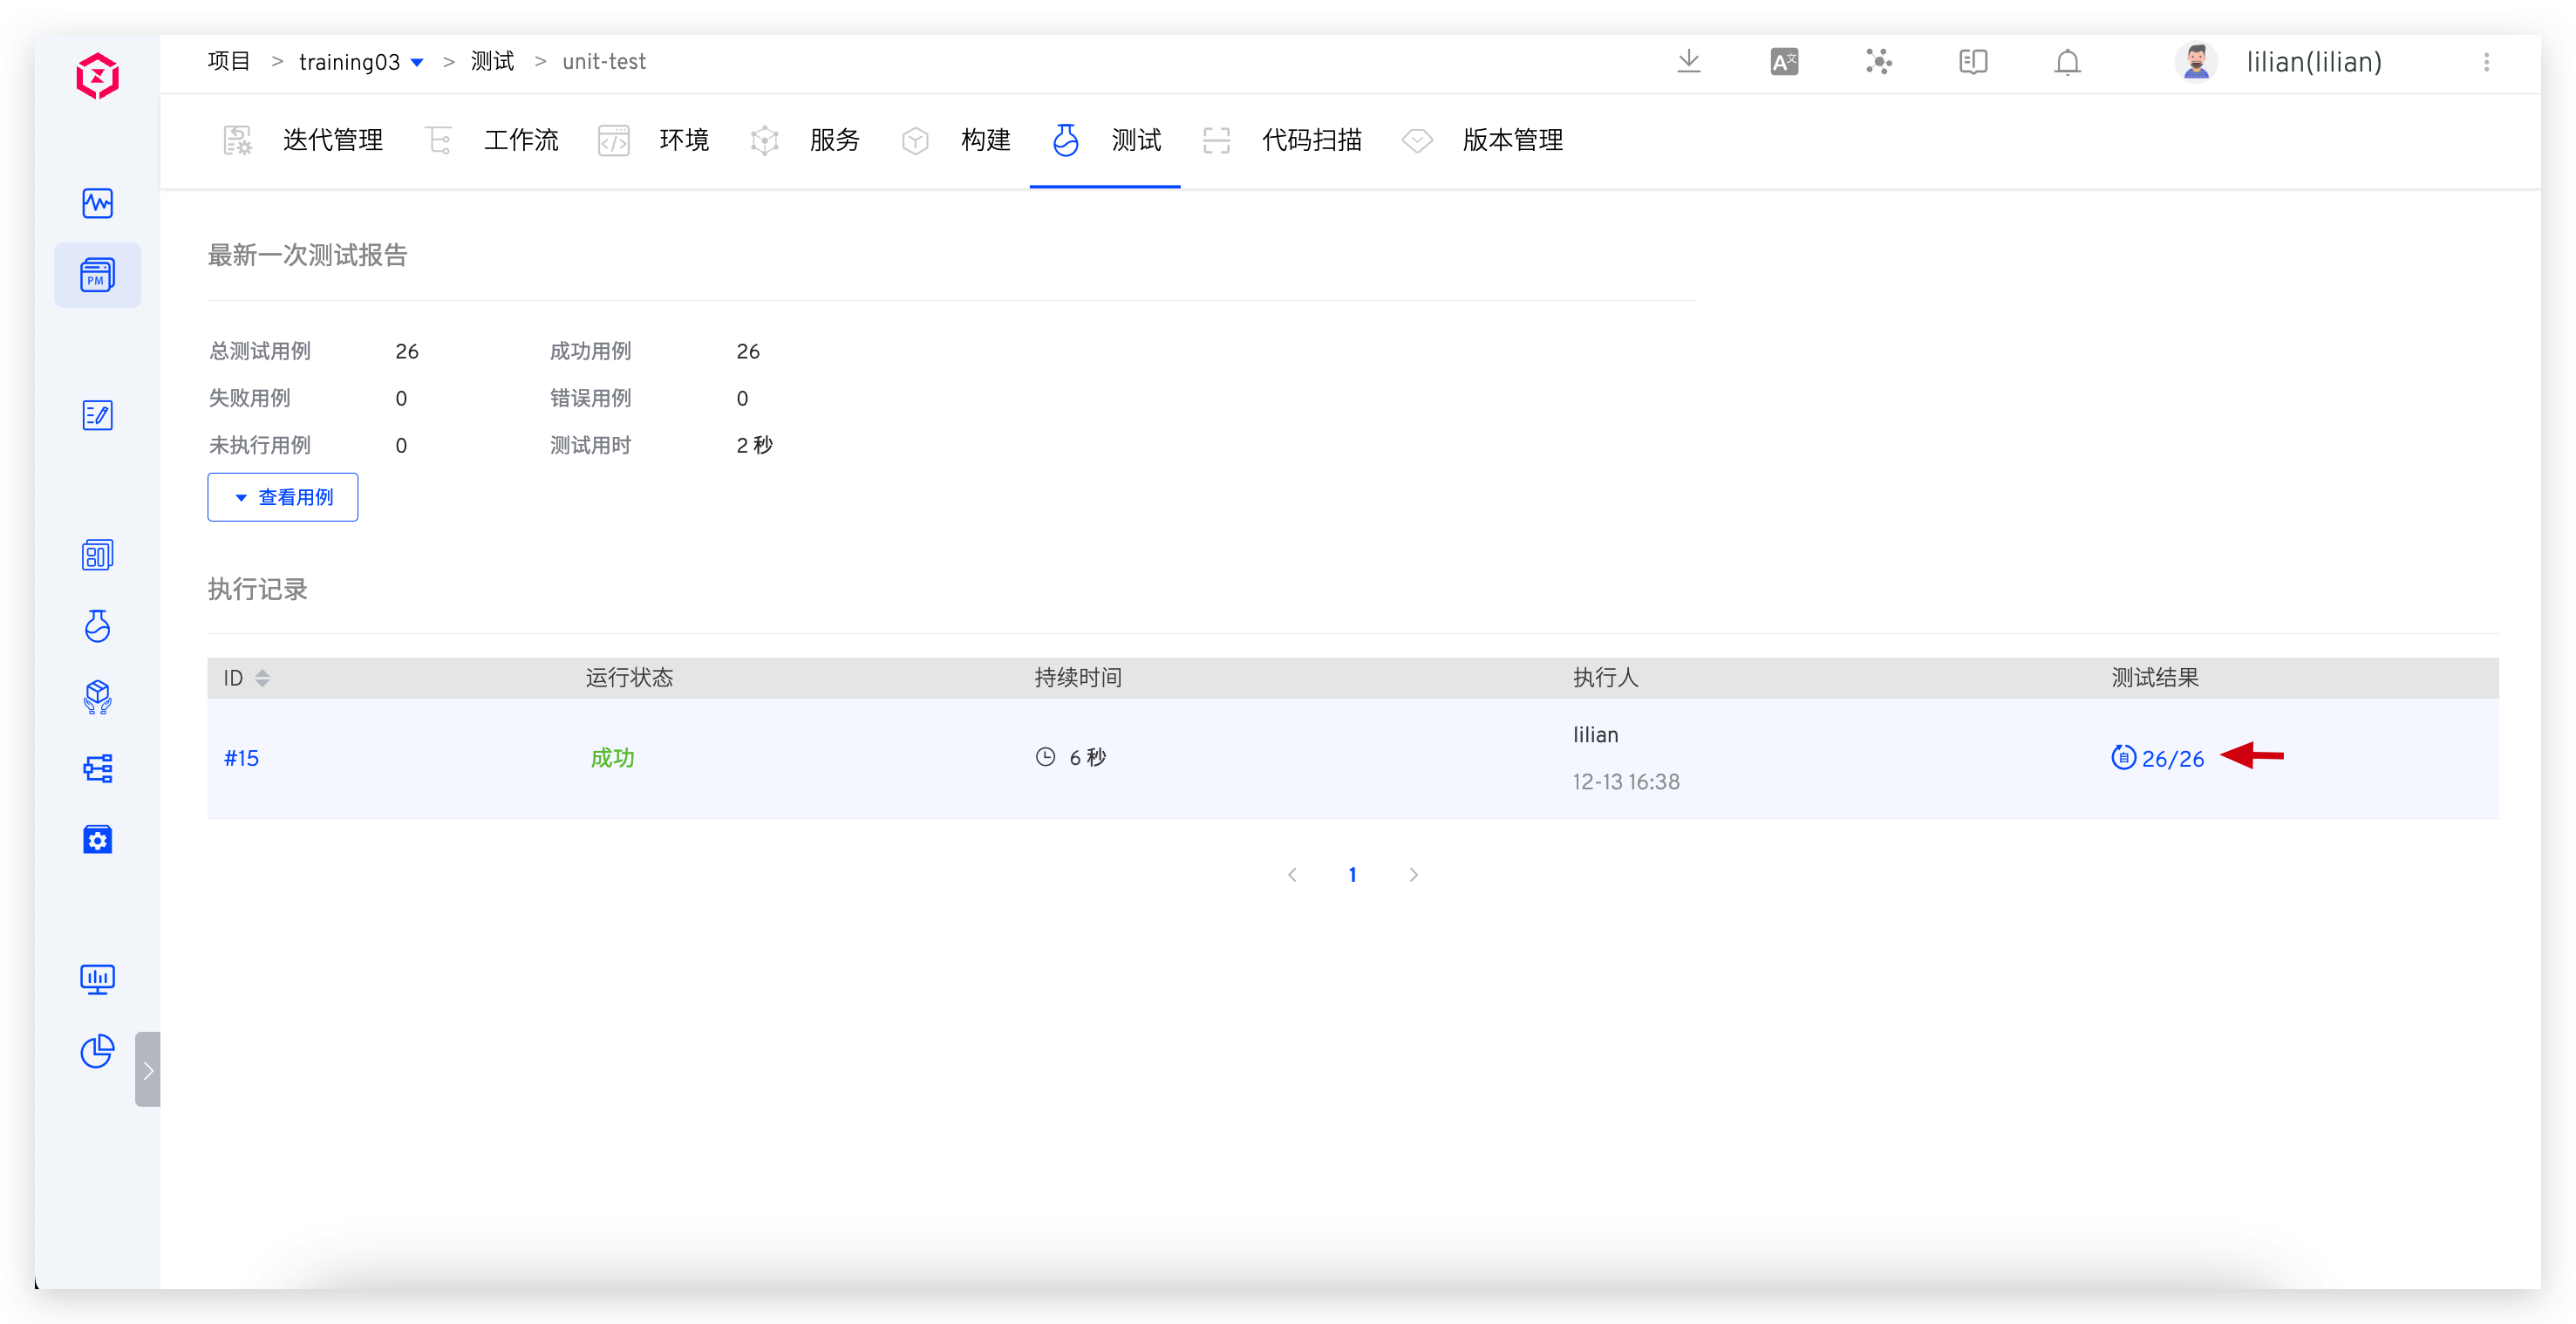 项目 > training03 > 测试 > unit-test
A文
lilian(lilian)
迭代管理 工作流 环境 服务 构建 测试 代码扫描 版本管理
PM
最新一次测试报告
总测试用例 26 成功用例 26
失败用例 0 错误用例 0
未执行用例 0 测试用时 2 秒
查看用例
执行记录
ID 运行状态 持续时间 执行人 测试结果
#15 成功 6 秒 lilian 自 26/26
12-13 16:38
< 1 >